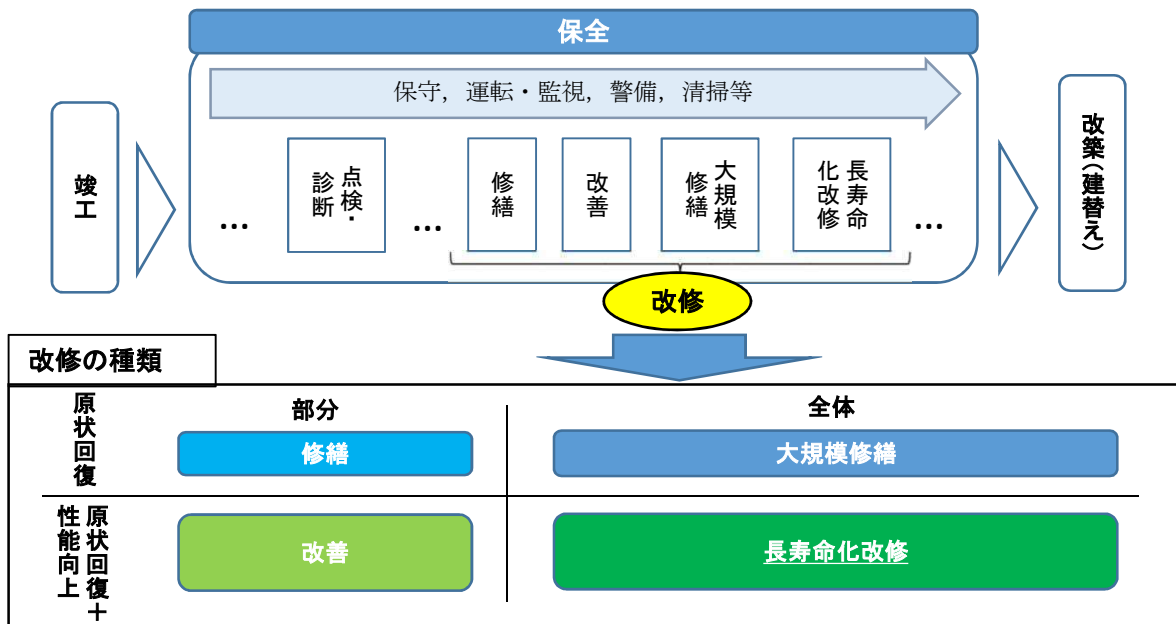 保全
保守，運転・監視，警備，清掃等
竣工
…
点検・
診断
…
修繕
改善
大規模
修繕
長寿命
化改修
…
改築(建替え)
改修
改修の種類
部分
全体
原状回復
修繕
大規模修繕
原状回復＋
性能向上
改善
長寿命化改修